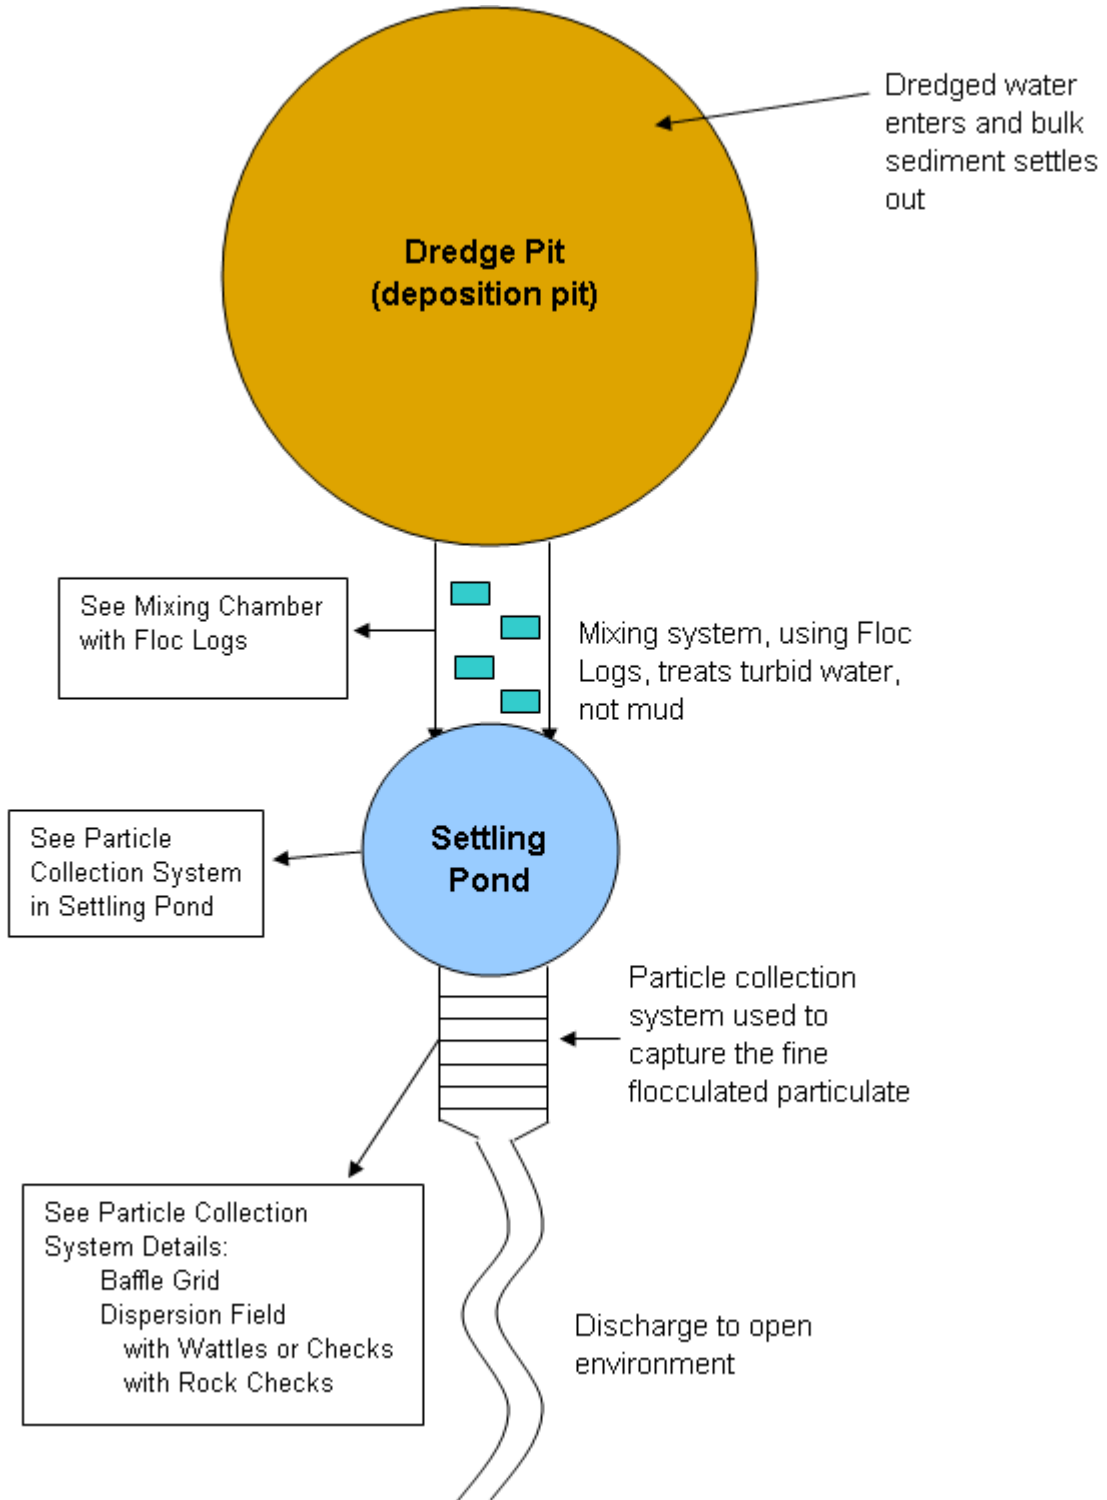 Dredged water
enters and bulk
sediment settles
out
Dredge Pit
(deposition pit)
See Mixing Chamber
with Floc Logs
Mixing system, using Floc
Logs, treats turbid water,
not mud
See Particle
Collection System
in Settling Pond
Settling
Pond
Particle collection
system used to
capture the fine
flocculated particulate
See Particle Collection
System Details:
Baffle Grid
Dispersion Field
with Wattles or Checks
with Rock Checks
Discharge to open
environment